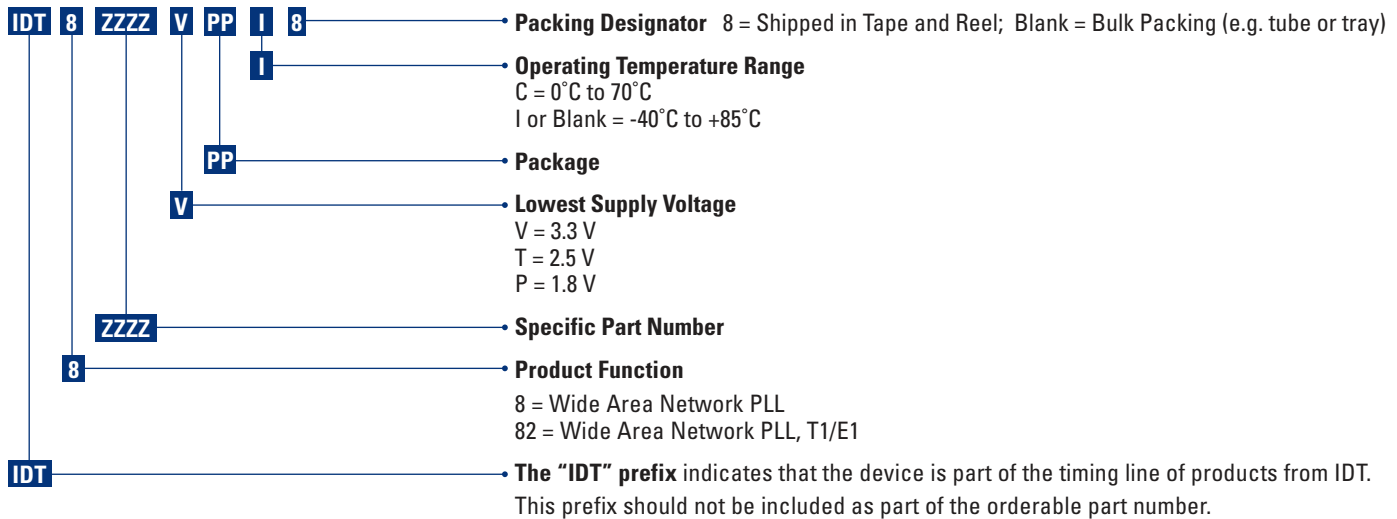 IDT 8 ZZZZ V PP I 8 Packing Designator 8 = Shipped in Tape and Reel; Blank = Bulk Packing (e.g. tube or tray)
I Operating Temperature Range
C = 0˚C to 70˚C
I or Blank = -40˚C to +85˚C
PP Package
V Lowest Supply Voltage
V = 3.3 V
T = 2.5 V
P = 1.8 V
ZZZZ Specific Part Number
8 Product Function
8 = Wide Area Network PLL
82 = Wide Area Network PLL, T1/E1
IDT The “IDT” prefix indicates that the device is part of the timing line of products from IDT.
This prefix should not be included as part of the orderable part number.